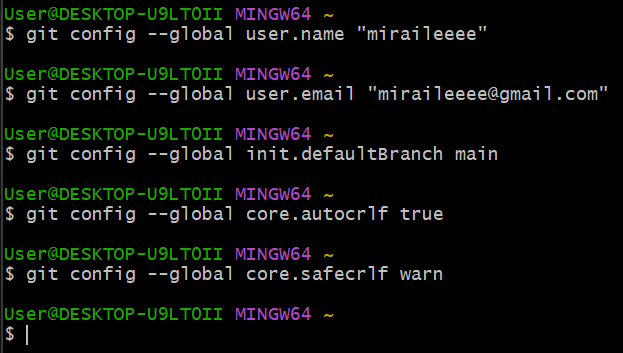 User@DESKTOP-U9LT0II MINGW64 ~
$ git config --global user.name "miraileeee"
User@DESKTOP-U9LT0II MINGW64 ~
$ git config --global user.email "miraileeee@gmail.com"
User@DESKTOP-U9LT0II MINGW64 ~
$ git config --global init.defaultBranch main
User@DESKTOP-U9LT0II MINGW64 ~
$ git config --global core.autocrlf true
User@DESKTOP-U9LT0II MINGW64 ~
$ git config --global core.safecrlf warn
User@DESKTOP-U9LT0II MINGW64 ~
$